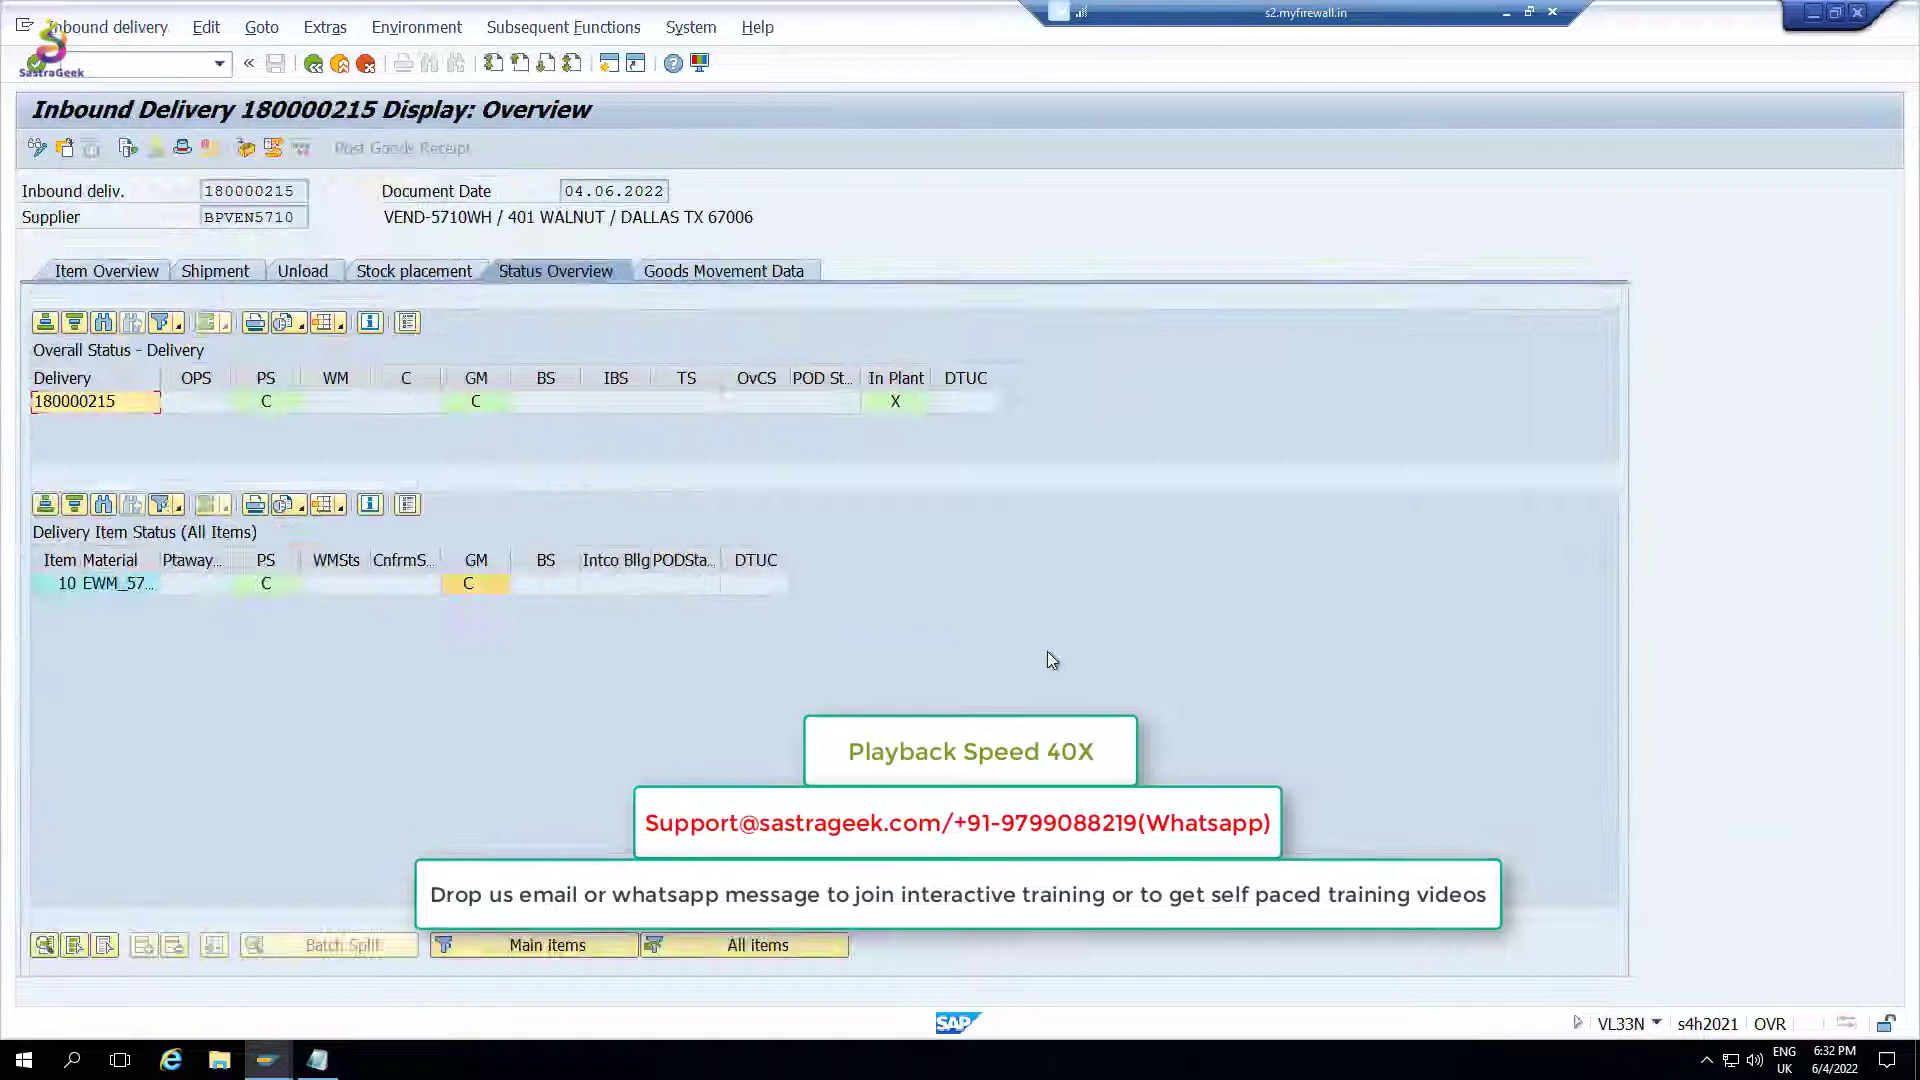 Inbound delivery Edit Goto Extras Environment Subsequent Functions System Help
s2.myfirewall.in
SastraGeek
Inbound Delivery 180000215 Display: Overview
Post Goods Receipt
Inbound deliv. 180000215 Document Date 04.06.2022
Supplier BPVEN5710 VEND-5710WH / 401 WALNUT / DALLAS TX 67006
Item Overview Shipment Unload Stock placement Status Overview Goods Movement Data
Overall Status - Delivery
Delivery OPS PS WM C GM BS IBS TS OvCS POD St... In Plant DTUC
180000215 C C X
Delivery Item Status (All Items)
Item Material Ptaway... PS WMSts CnfrmS... GM BS Intco Bllg PODSta... DTUC
10 EWM_57... C C
Playback Speed 40X
Support@sastrageek.com/+91-9799088219(Whatsapp)
Drop us email or whatsapp message to join interactive training or to get self paced training videos
Batch Split Main items All items
SAP
VL33N s4h2021 OVR
ENG 6:32 PM
UK 6/4/2022